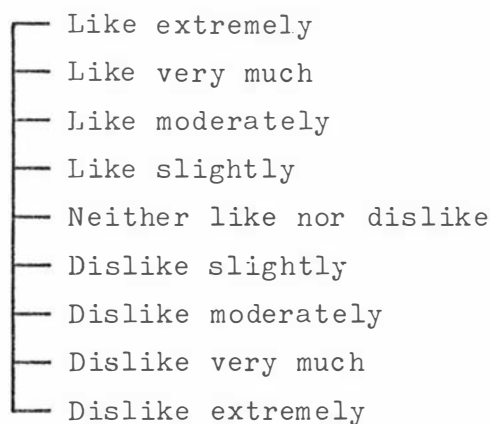 Like extremely
Like very much
Like moderately
Like slightly
Neither like nor dislike
Dislike slightly
Dislike moderately
Dislike very much
Dislike extremely